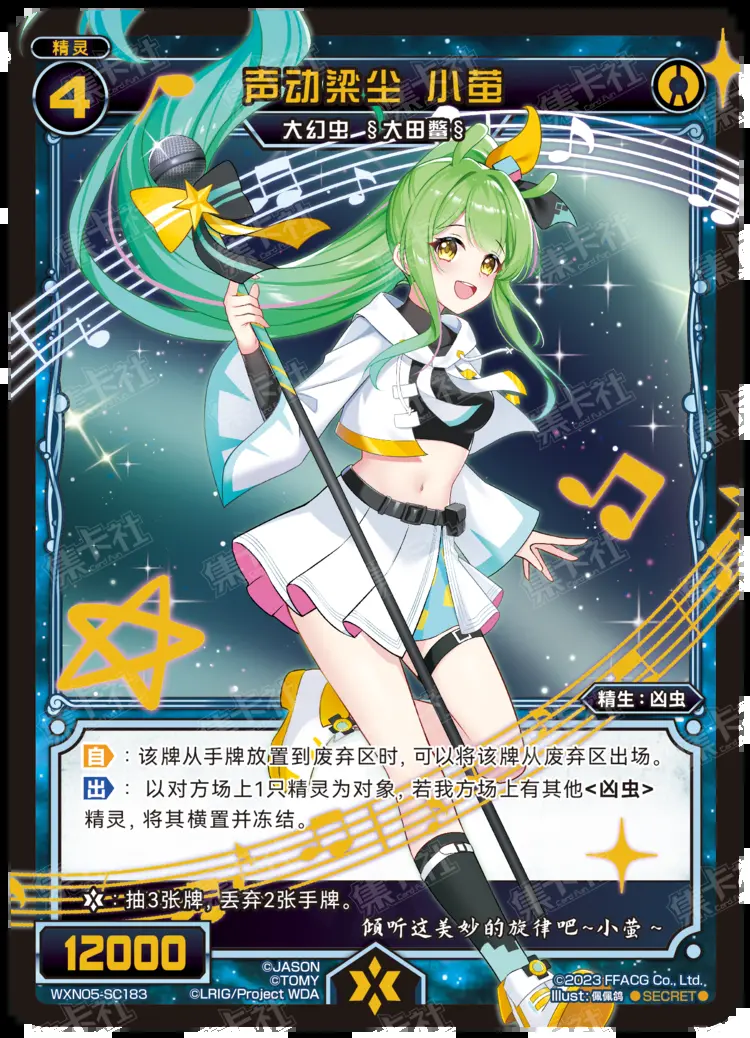 精灵
4
声动梁尘 小萤
大幻虫 §大田鳖§
精生：凶虫
自：该牌从手牌放置到废弃区时, 可以将该牌从废弃区出场。
出：以对方场上1只精灵为对象, 若我方场上有其他<凶虫>
精灵, 将其横置并冻结。
：抽3张牌, 丢弃2张手牌。
倾听这美妙的旋律吧~小萤~
12000
©JASON
©TOMY
WXN05-SC183 ©LRIG/Project WDA
©2023 FFACG Co., Ltd.
Illust: 佩佩鸽 SECRET
集卡社